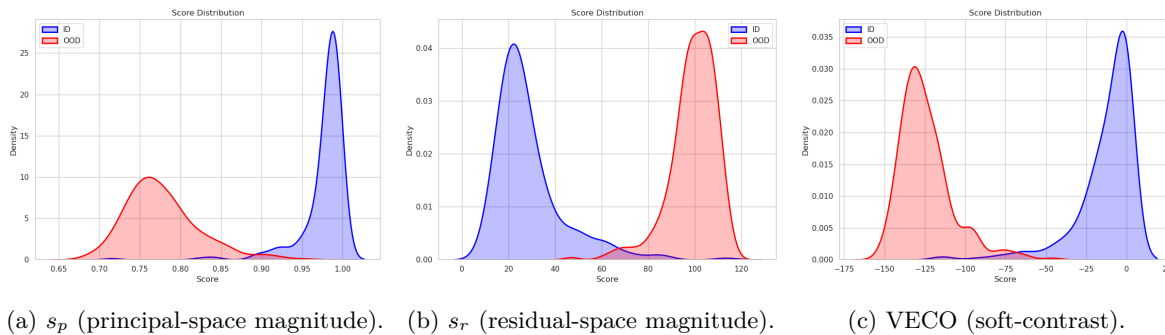 Score Distribution
ID
OOD
Density
25
20
15
10
5
0
0.65
0.70
0.75
0.80
0.85
0.90
0.95
1.00
Score
Score Distribution
ID
OOD
Density
0.04
0.03
0.02
0.01
0.00
0
20
40
60
80
100
120
Score
Score Distribution
ID
OOD
Density
0.035
0.030
0.025
0.020
0.015
0.010
0.005
0.000
−175
−150
−125
−100
−75
−50
−25
0
Score
(a) s_p (principal-space magnitude).
(b) s_r (residual-space magnitude).
(c) VECO (soft-contrast).